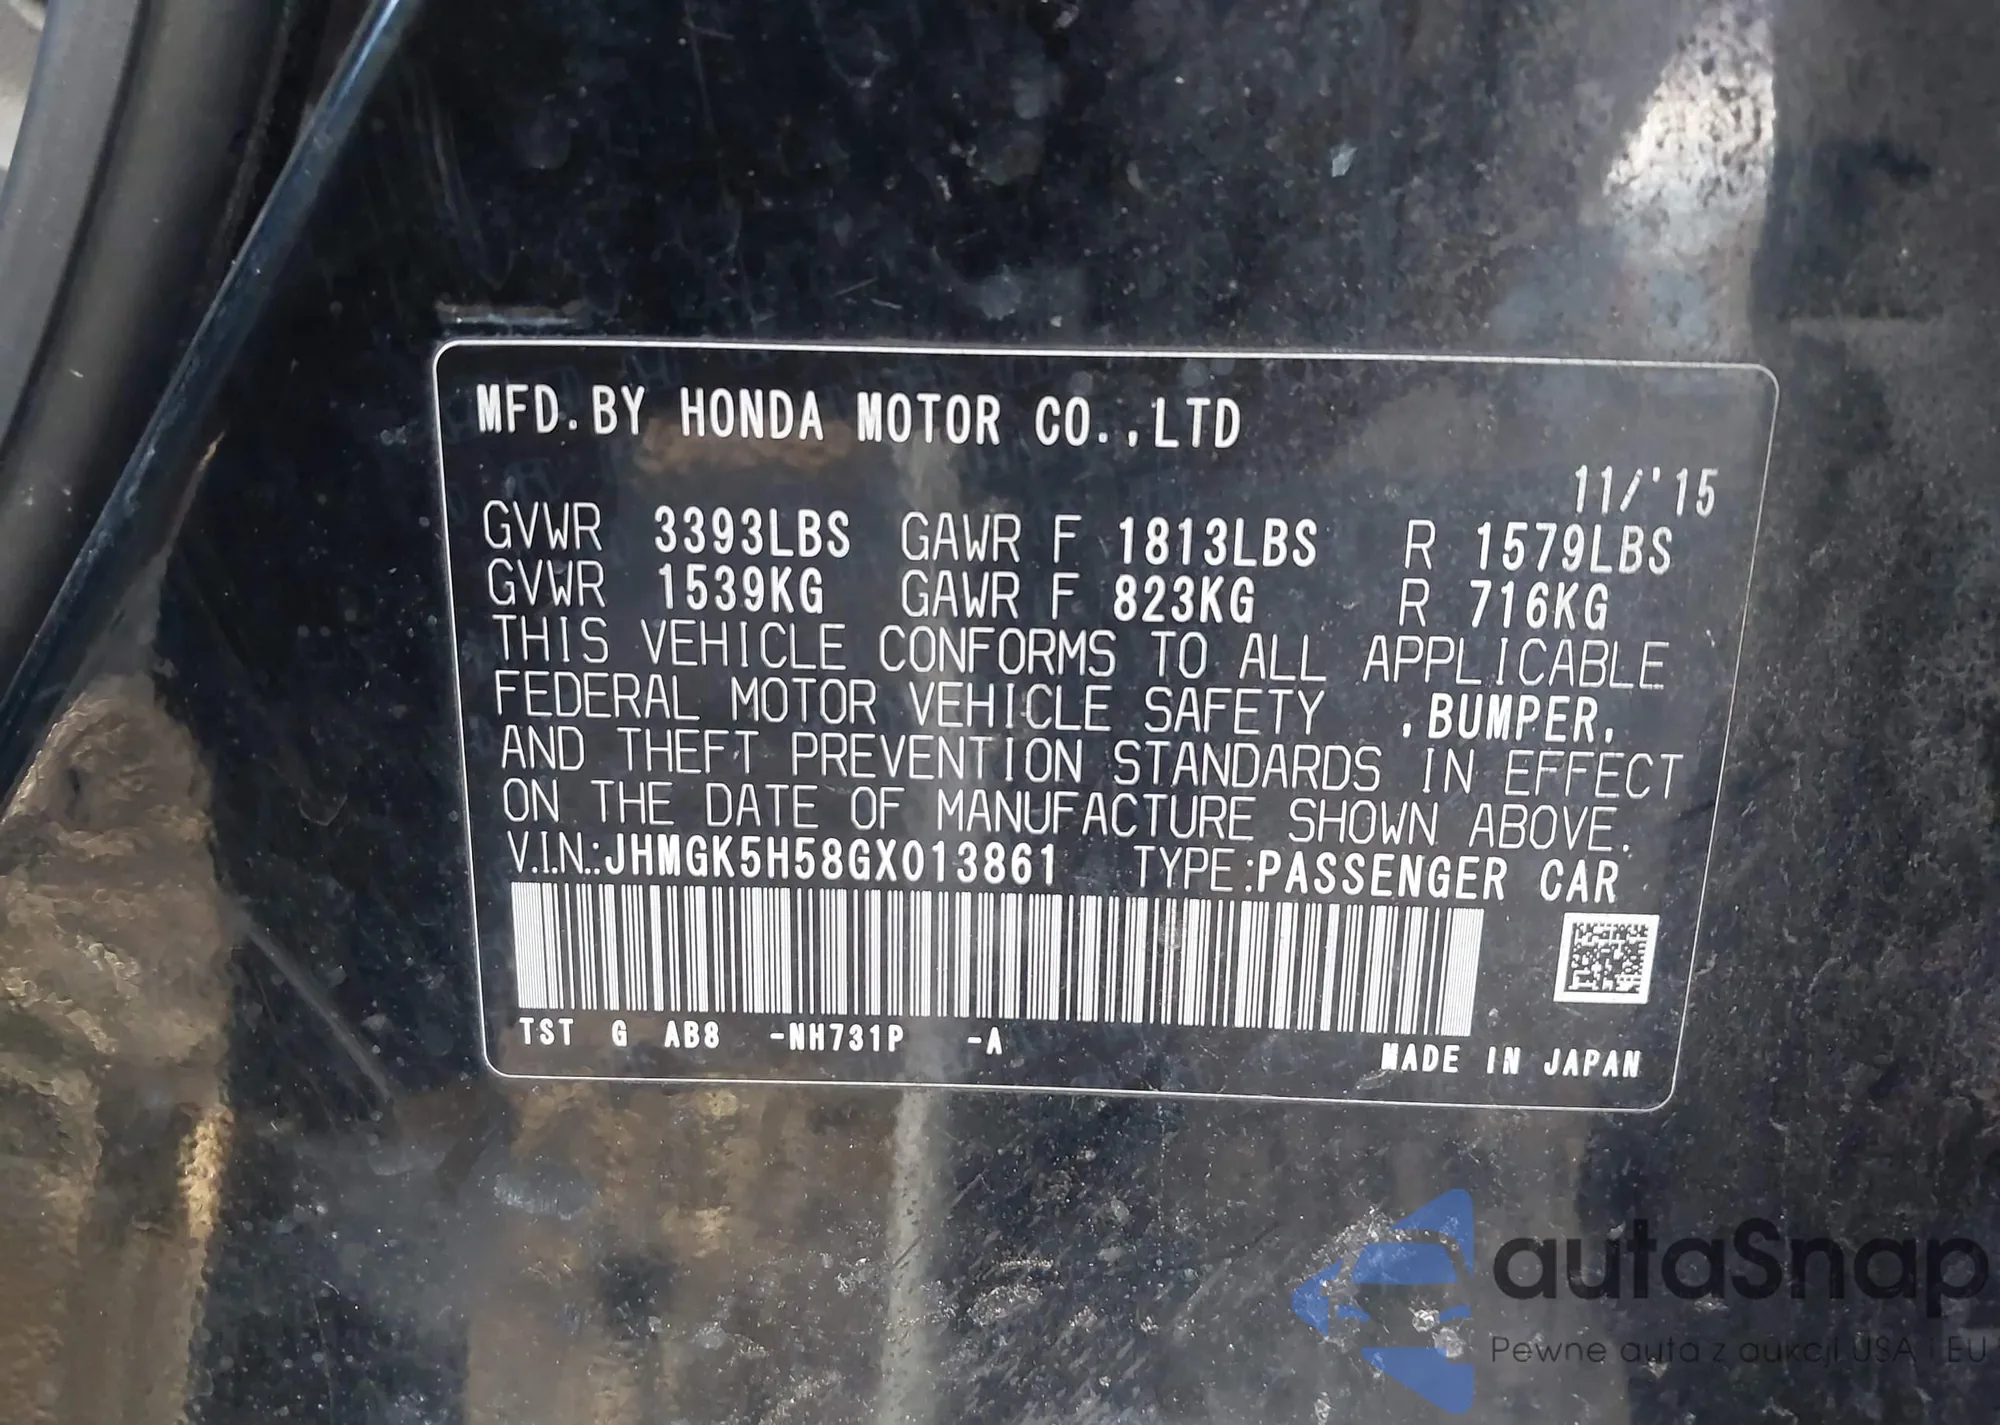 MFD. BY HONDA MOTOR CO.,LTD
11/'15
GVWR 3393LBS GAWR F 1813LBS R 1579LBS
GVWR 1539KG GAWR F 823KG R 716KG
THIS VEHICLE CONFORMS TO ALL APPLICABLE
FEDERAL MOTOR VEHICLE SAFETY ,BUMPER,
AND THEFT PREVENTION STANDARDS IN EFFECT
ON THE DATE OF MANUFACTURE SHOWN ABOVE.
V.I.N.:JHMGK5H58GX013861 TYPE:PASSENGER CAR
TST G AB8 -NH731P -A
MADE IN JAPAN
autaSnap
Pewne auta z aukcji USA i EU